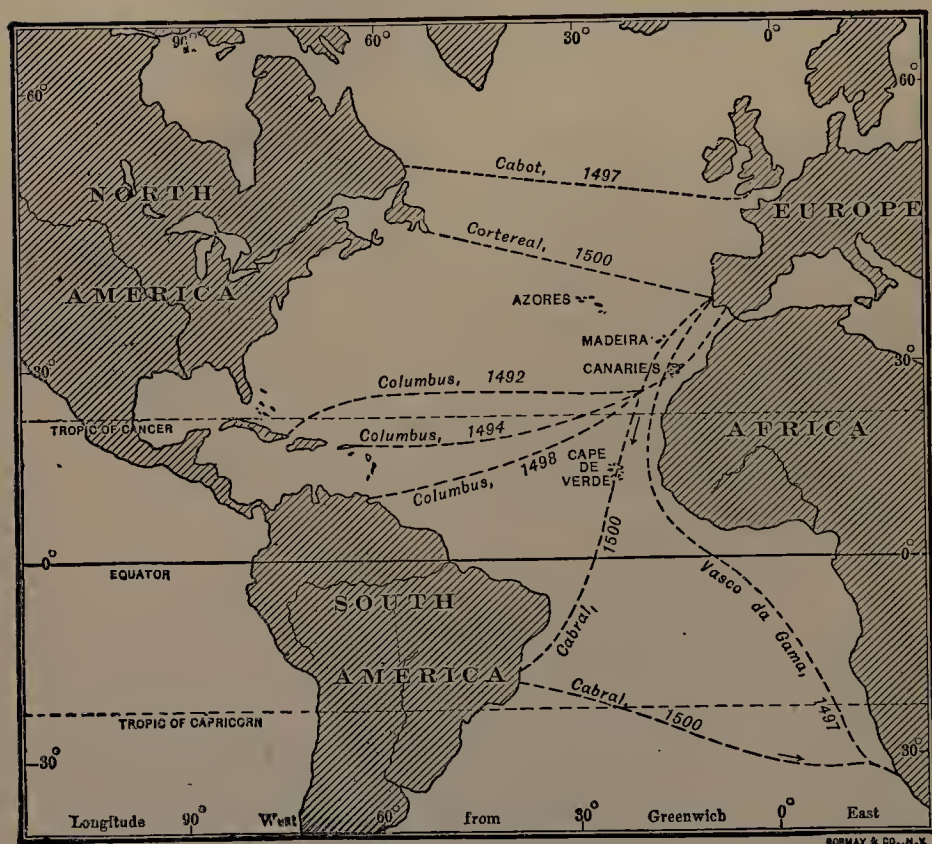 90°
60°
30°
0°
60°
60°
Cabot, 1497
NORTH
EUROPE
Cortereal, 1500
AMERICA
AZORES
MADEIRA
30°
CANARIES
30°
Columbus, 1492
TROPIC OF CANCER
Columbus, 1494
AFRICA
Columbus, 1498
CAPE
DE
VERDE
Cabral, 1500
0°
0°
EQUATOR
Vasco da Gama, 1497
SOUTH
AMERICA
Cabral, 1500
TROPIC OF CAPRICORN
30°
30°
90°
60°
30°
0°
Longitude West from Greenwich East
BORMAY & CO., N.Y.